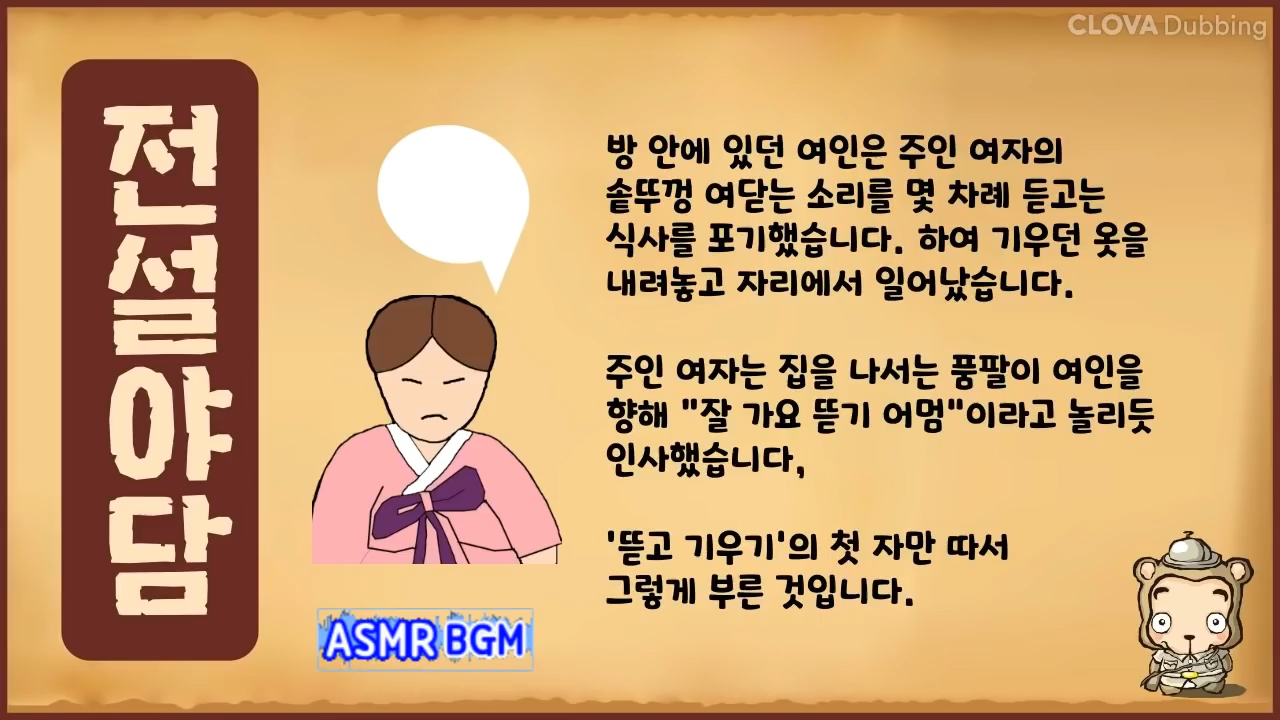 CLOVA Dubbing
전설야담
방 안에 있던 여인은 주인 여자의
솥뚜껑 여닫는 소리를 몇 차례 듣고는
식사를 포기했습니다. 하여 기우던 옷을
내려놓고 자리에서 일어났습니다.
주인 여자는 집을 나서는 품팔이 여인을
향해 "잘 가요 뜯기 어멈"이라고 놀리듯
인사했습니다,
'뜯고 기우기'의 첫 자만 따서
그렇게 부른 것입니다.
ASMR BGM